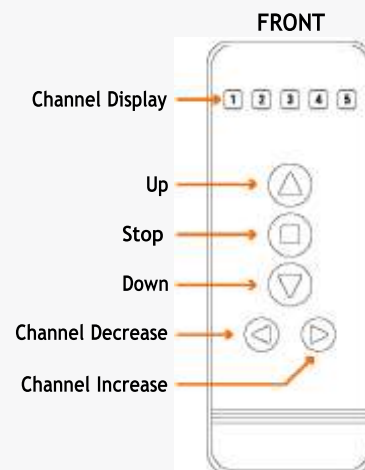 FRONT
Channel Display
1 2 3 4 5
Up
Stop
Down
Channel Decrease
Channel Increase